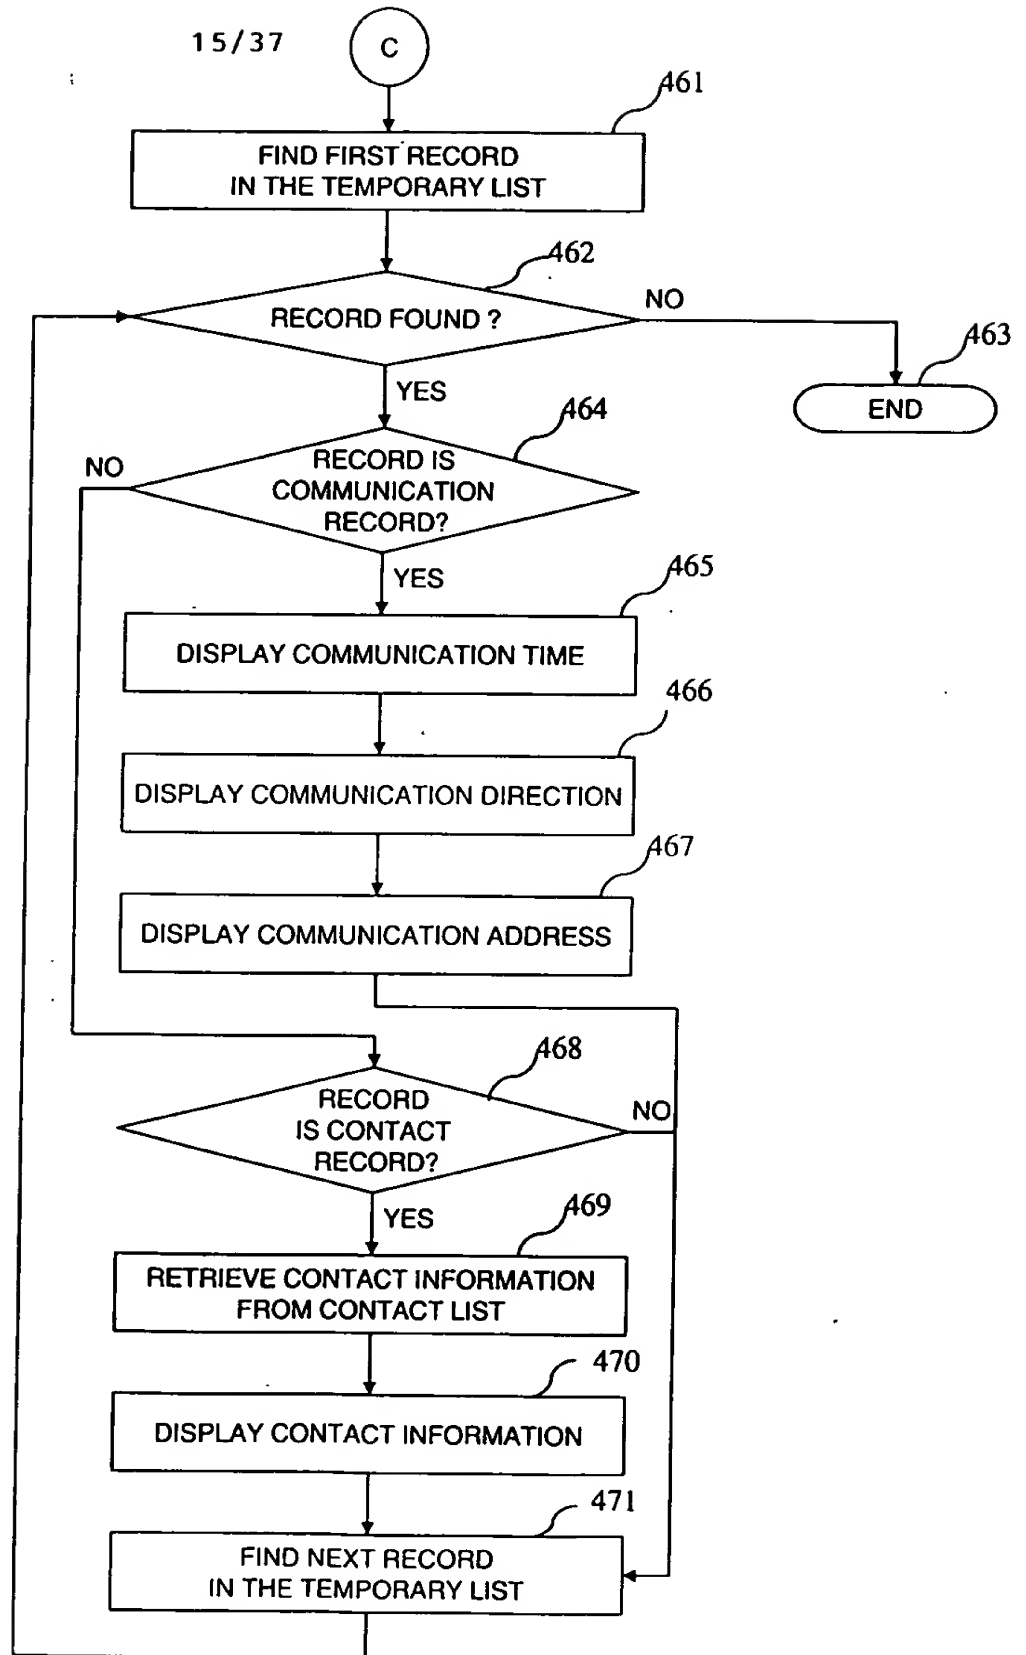 15/37
C
461
FIND FIRST RECORD
IN THE TEMPORARY LIST
462
RECORD FOUND ?
NO
463
END
YES
464
NO
RECORD IS
COMMUNICATION
RECORD?
YES
465
DISPLAY COMMUNICATION TIME
466
DISPLAY COMMUNICATION DIRECTION
467
DISPLAY COMMUNICATION ADDRESS
468
RECORD
IS CONTACT
RECORD?
NO
YES
469
RETRIEVE CONTACT INFORMATION
FROM CONTACT LIST
470
DISPLAY CONTACT INFORMATION
471
FIND NEXT RECORD
IN THE TEMPORARY LIST